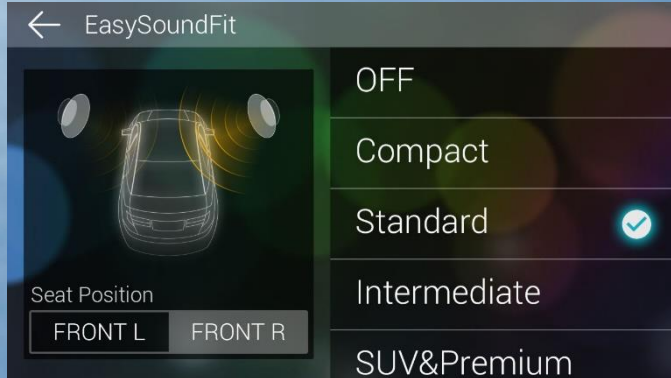 EasySoundFit
OFF
Compact
Standard
Intermediate
SUV&Premium
Seat Position
FRONT L
FRONT R